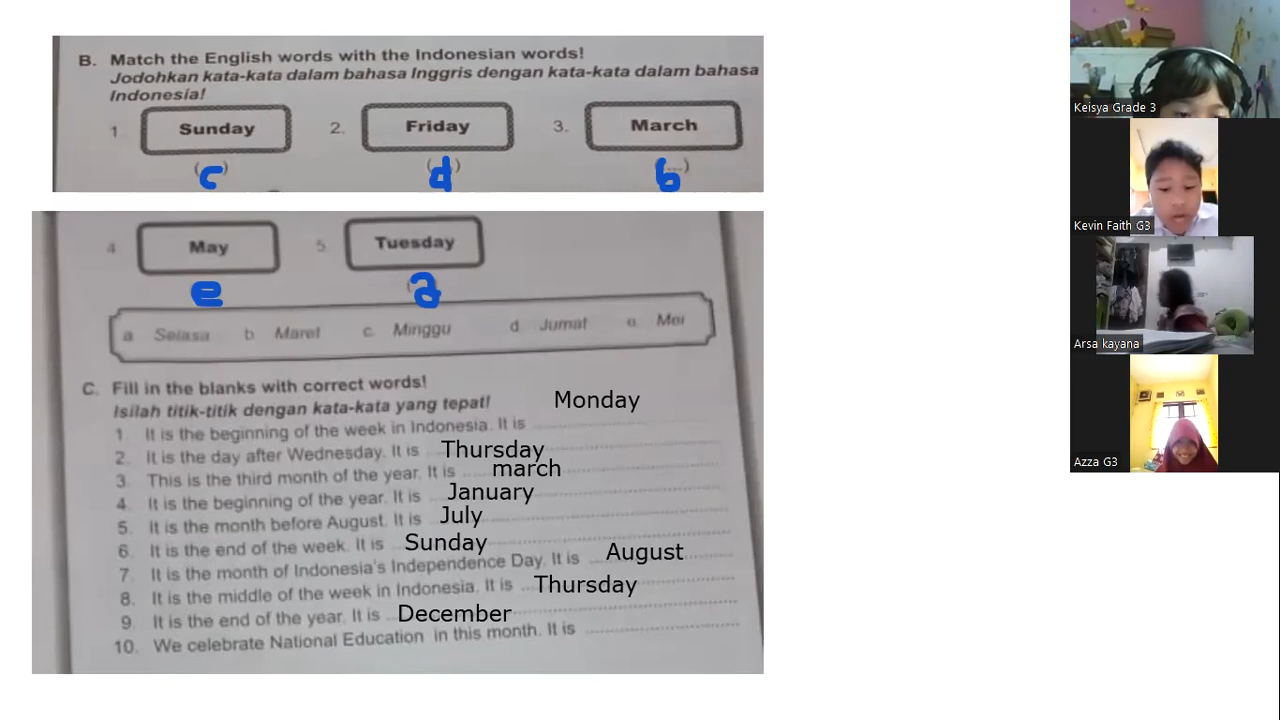 B. Match the English words with the Indonesian words!
Jodohkan kata-kata dalam bahasa Inggris dengan kata-kata dalam bahasa
Indonesia!
1. Sunday 2. Friday 3. March
(c) (d) (b...)
4 May 5. Tuesday
e a
a Selasa b Maret c. Minggu d Jumat e. Mei
C. Fill in the blanks with correct words!
Isilah titik-titik dengan kata-kata yang tepat!
1. It is the beginning of the week in Indonesia. It is Monday
2. It is the day after Wednesday. It is Thursday
3. This is the third month of the year. It is march
4. It is the beginning of the year. It is January
5. It is the month before August. It is July
6. It is the end of the week. It is Sunday
7. It is the month of Indonesia's Independence Day. It is August
8. It is the middle of the week in Indonesia. It is Thursday
9 It is the end of the year. It is December
10. We celebrate National Education in this month. It is
Keisya Grade 3
Kevin Faith G3
Arsa kayana
Azza G3